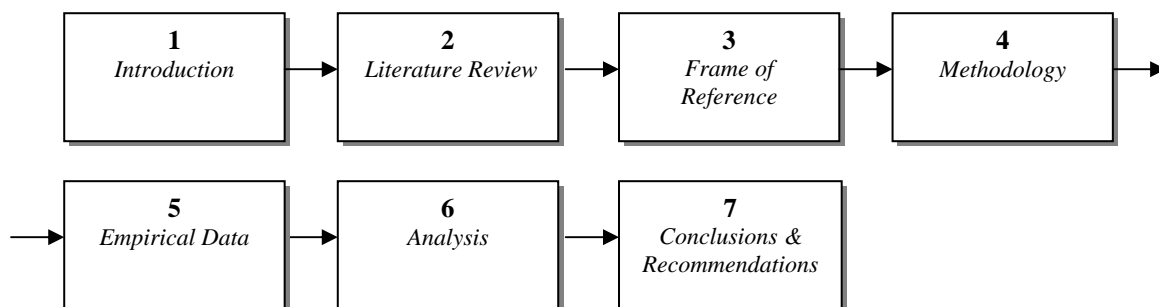 1
Introduction
2
Literature Review
3
Frame of
Reference
4
Methodology
5
Empirical Data
6
Analysis
7
Conclusions &
Recommendations